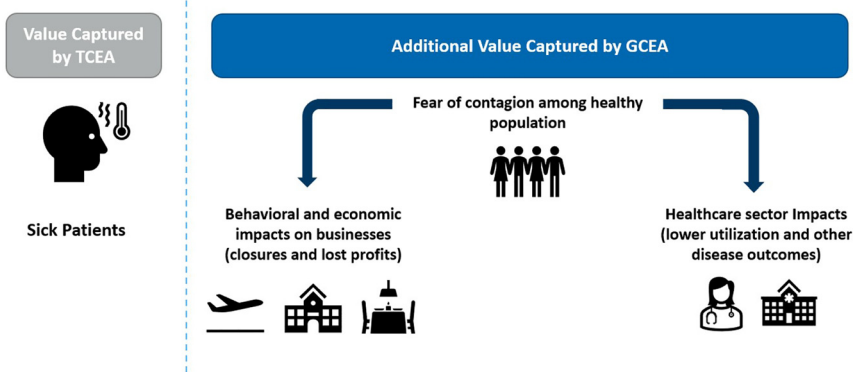 Value Captured
by TCEA
Additional Value Captured by GCEA
Fear of contagion among healthy
population
Sick Patients
Behavioral and economic
impacts on businesses
(closures and lost profits)
Healthcare sector Impacts
(lower utilization and other
disease outcomes)